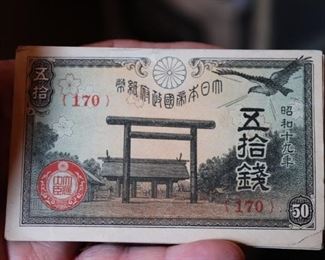 大日本帝國政府紙幣
五拾
{170}
昭和十九年
五拾錢
{170}
50